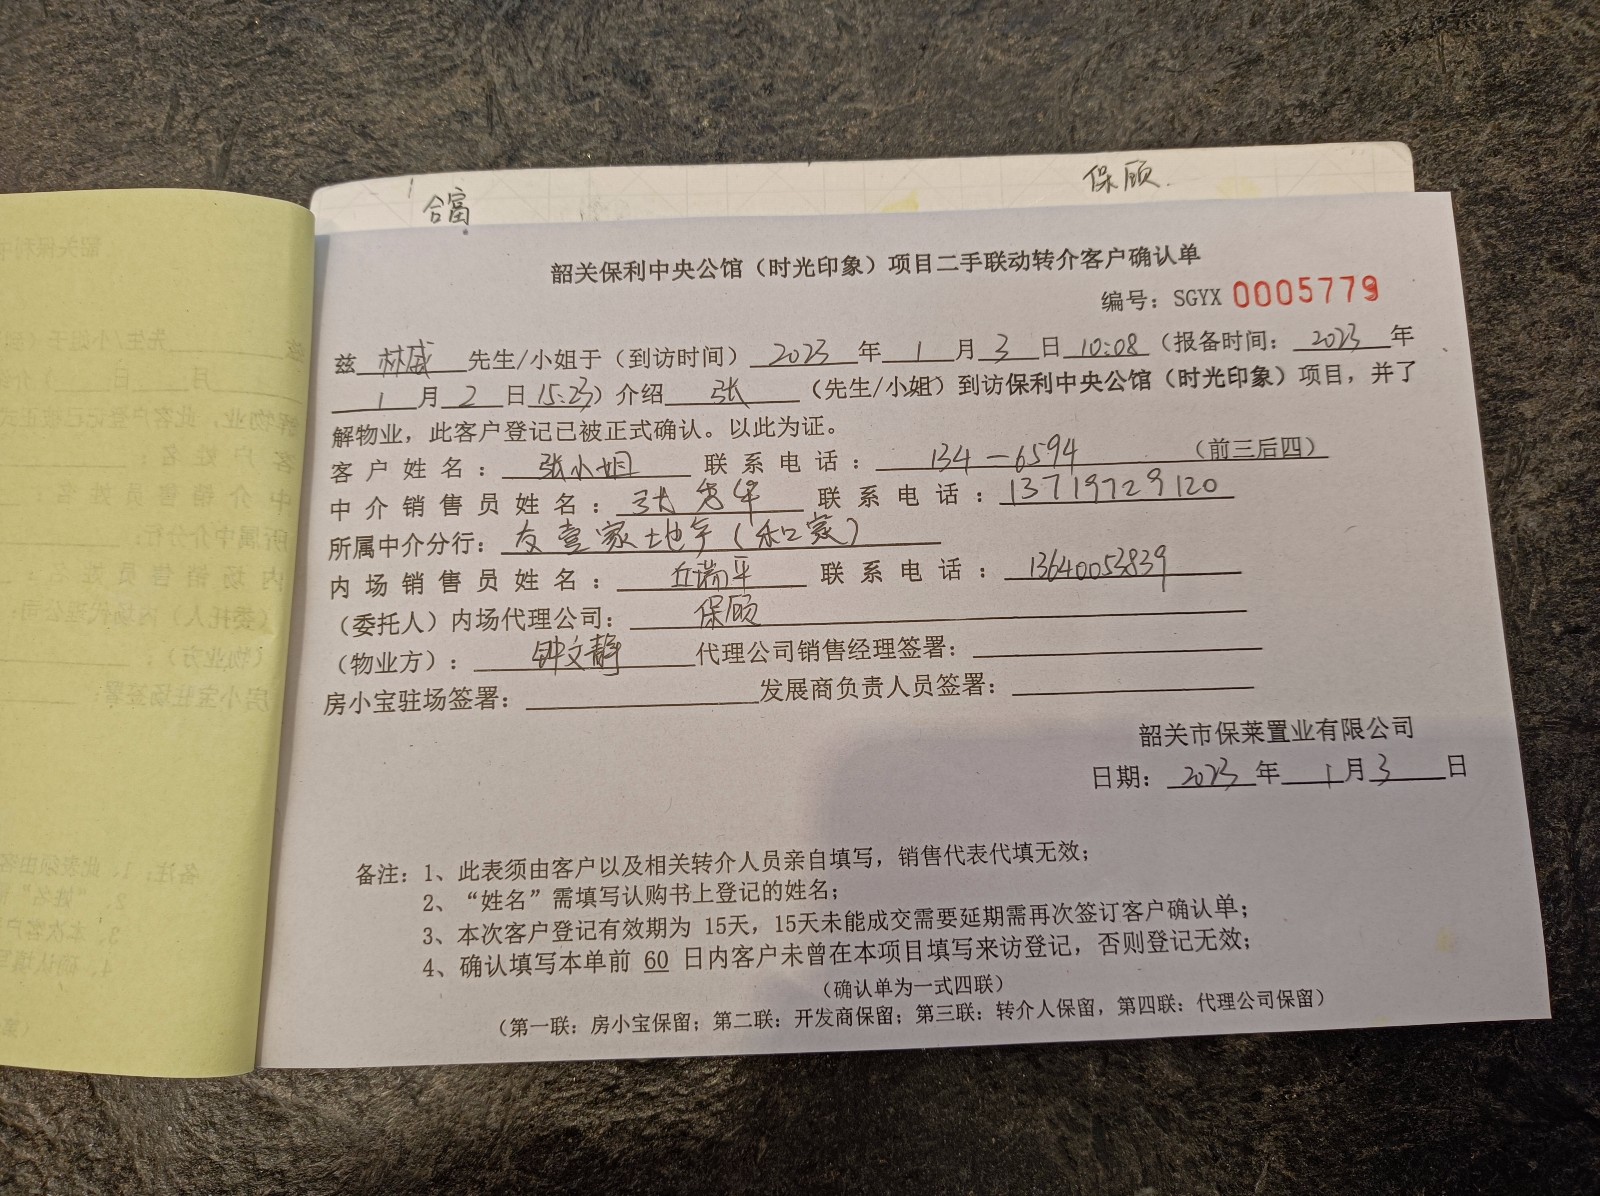 合富
保顾
韶关保利中央公馆（时光印象）项目二手联动转介客户确认单
编号：SGYX 0005779
兹 林威 先生/小姐于（到访时间） 2023 年 1 月 3 日 10:08（报备时间： 2023 年
1 月 2 日 15:23）介绍 张 （先生/小姐）到访保利中央公馆（时光印象）项目，并了
解物业，此客户登记已被正式确认。以此为证。
客户姓名： 张小姐 联系电话： 134-6594 （前三后四）
中介销售员姓名： 张 华 联系电话：13719729120
所属中介分行： 友壹家地产（和家）
内场销售员姓名： 丘瑞平 联系电话： 13640053839
（委托人）内场代理公司： 保顾
（物业方）： 钟文静 代理公司销售经理签署：
房小宝驻场签署： 发展商负责人员签署：
韶关市保莱置业有限公司
日期： 2023 年 1 月 3 日
备注：1、此表须由客户以及相关转介人员亲自填写，销售代表代填无效；
2、“姓名”需填写认购书上登记的姓名；
3、本次客户登记有效期为 15天，15天未能成交需要延期需再次签订客户确认单；
4、确认填写本单前 60 日内客户未曾在本项目填写来访登记，否则登记无效；
（确认单为一式四联）
（第一联：房小宝保留；第二联：开发商保留；第三联：转介人保留，第四联：代理公司保留）